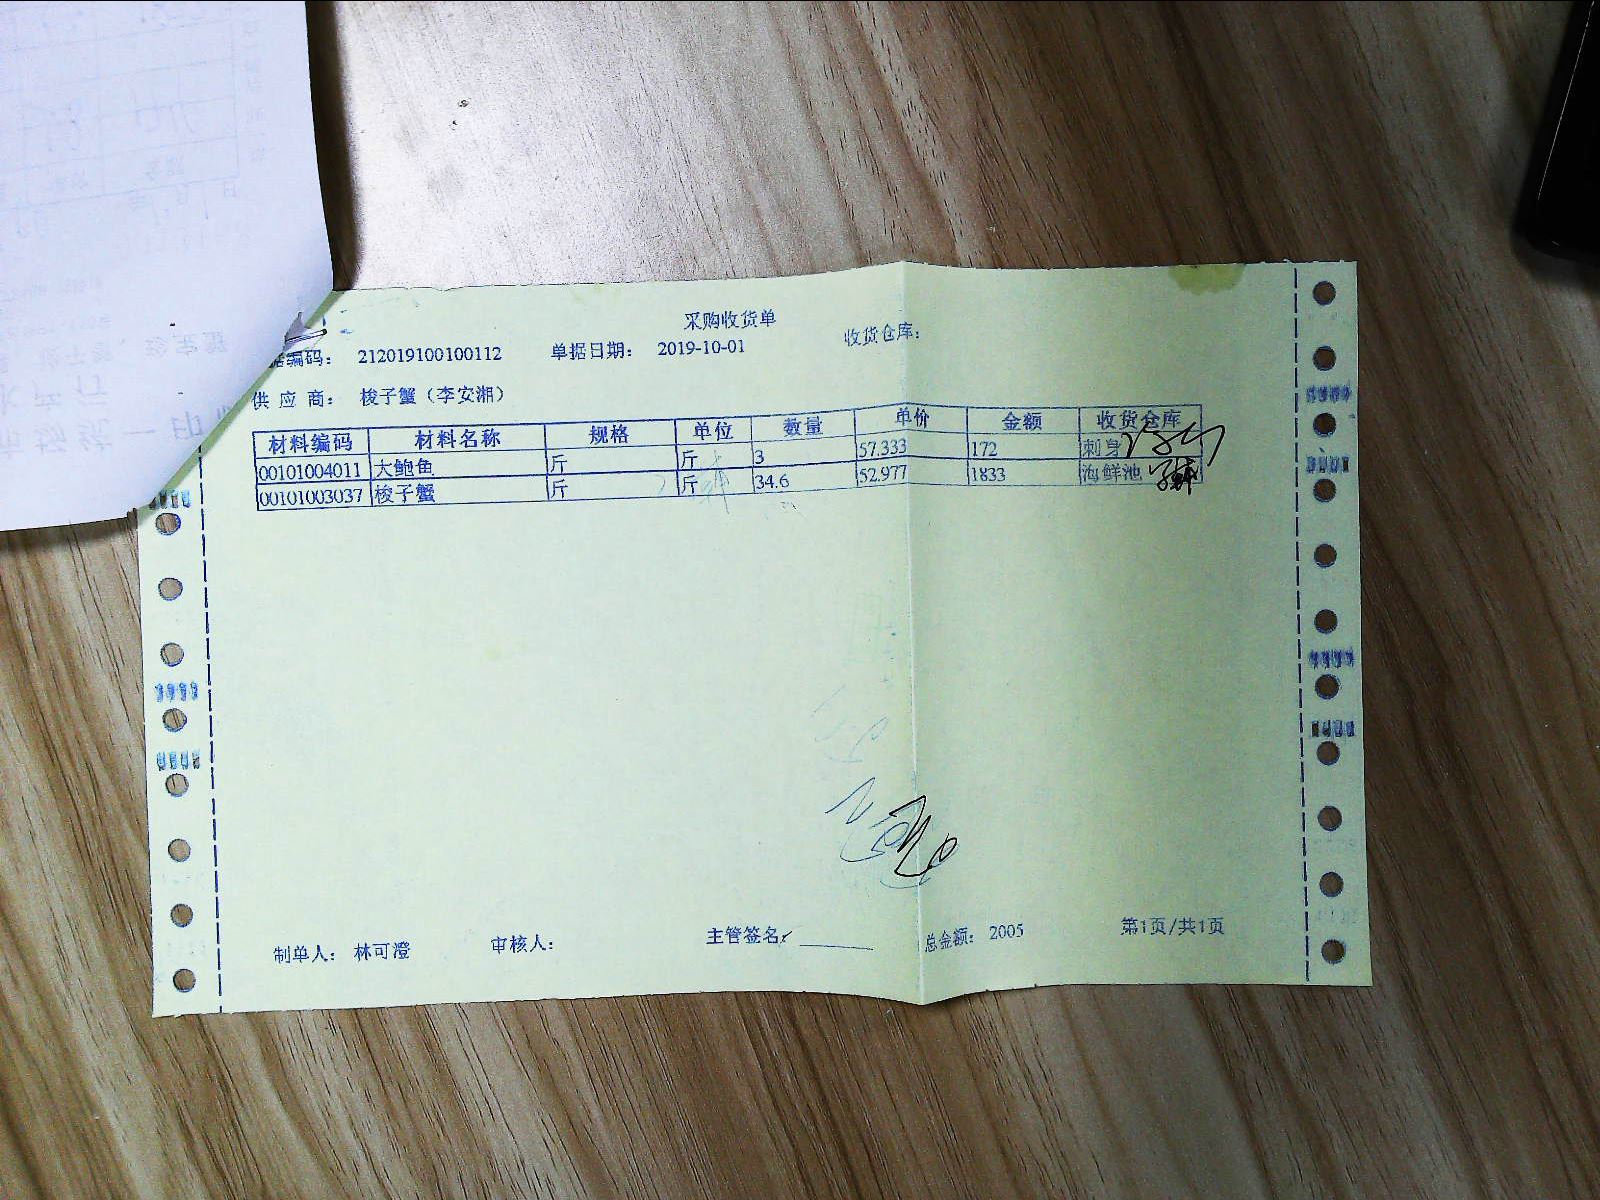 采购收货单
收货仓库：
编码： 212019100100112 单据日期： 2019-10-01
供应商： 梭子蟹（李安湘）
材料编码 材料名称 规格 单位 数量 单价 金额 收货仓库
00101004011 大鲍鱼 斤 斤 3 57.333 172 刺身
00101003037 梭子蟹 斤 斤 34.6 52.977 1833 海鲜池
制单人： 林可澄 审核人： 主管签名： 总金额： 2005 第1页/共1页